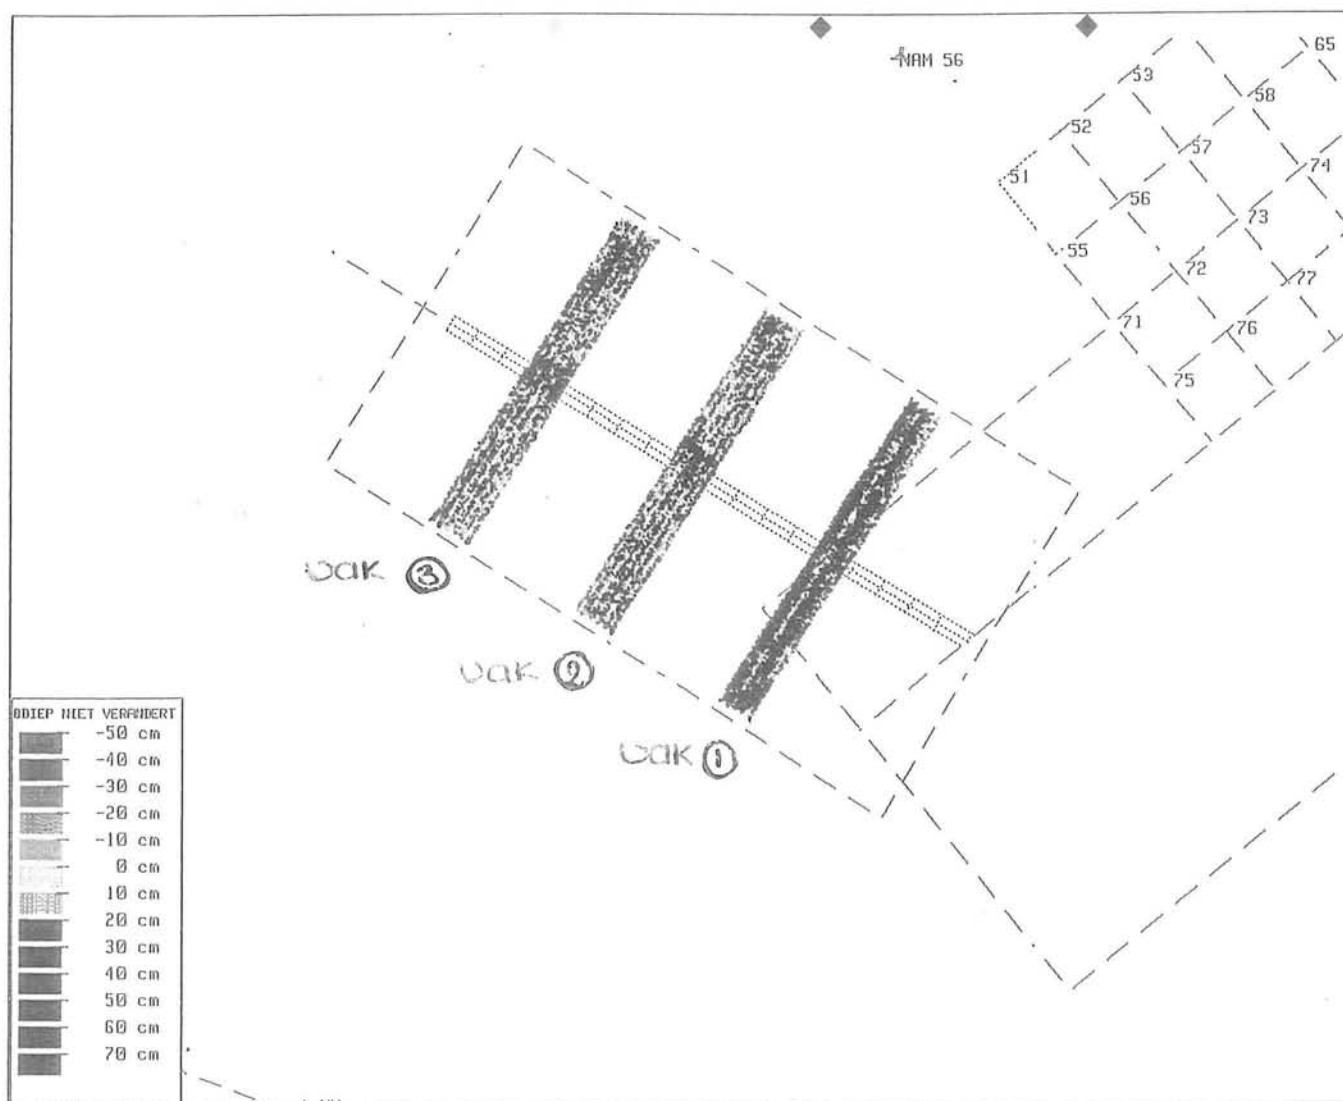 NAM 56
65
53
58
52
57
74
51
56
73
55
72
77
71
76
75
vak 3
vak 2
vak 1
0DIEP NIET VERANDERT
-50 cm
-40 cm
-30 cm
-20 cm
-10 cm
0 cm
10 cm
20 cm
30 cm
40 cm
50 cm
60 cm
70 cm